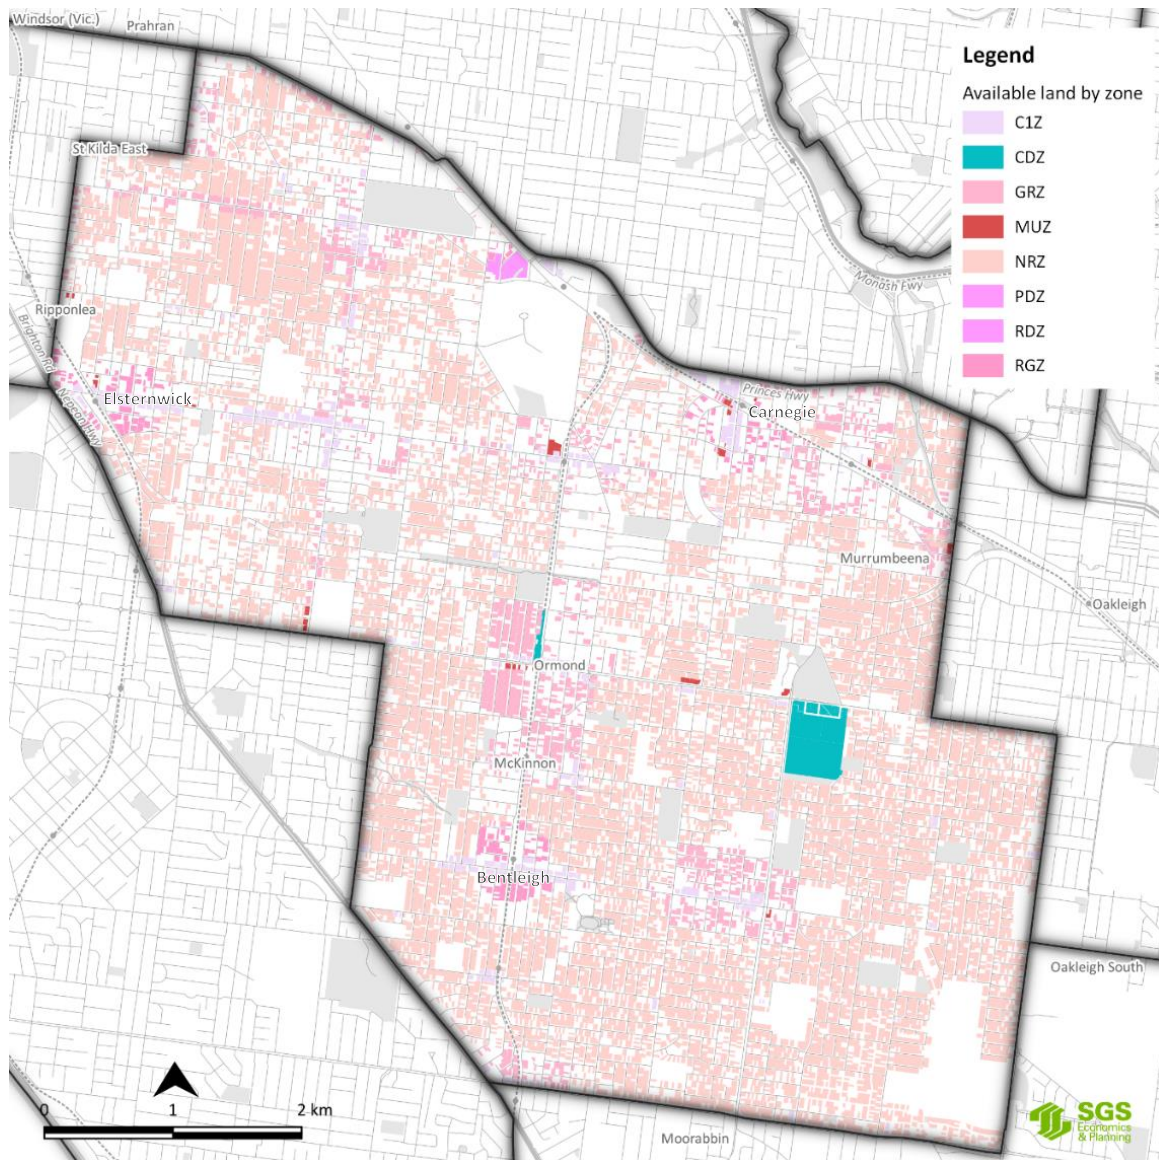 Windsor (Vic.)
Prahran
Legend
Available land by zone
C1Z
CDZ
GRZ
MUZ
NRZ
PDZ
RDZ
RGZ
St Kilda East
Monash Fwy
Ripponlea
Brighton Rd
Nepean Hwy
Elsternwick
Princes Hwy
Carnegie
Murrumbeena
Oakleigh
Ormond
McKinnon
Bentleigh
Oakleigh South
Moorabbin
0 1 2 km
SGS
Economics
& Planning